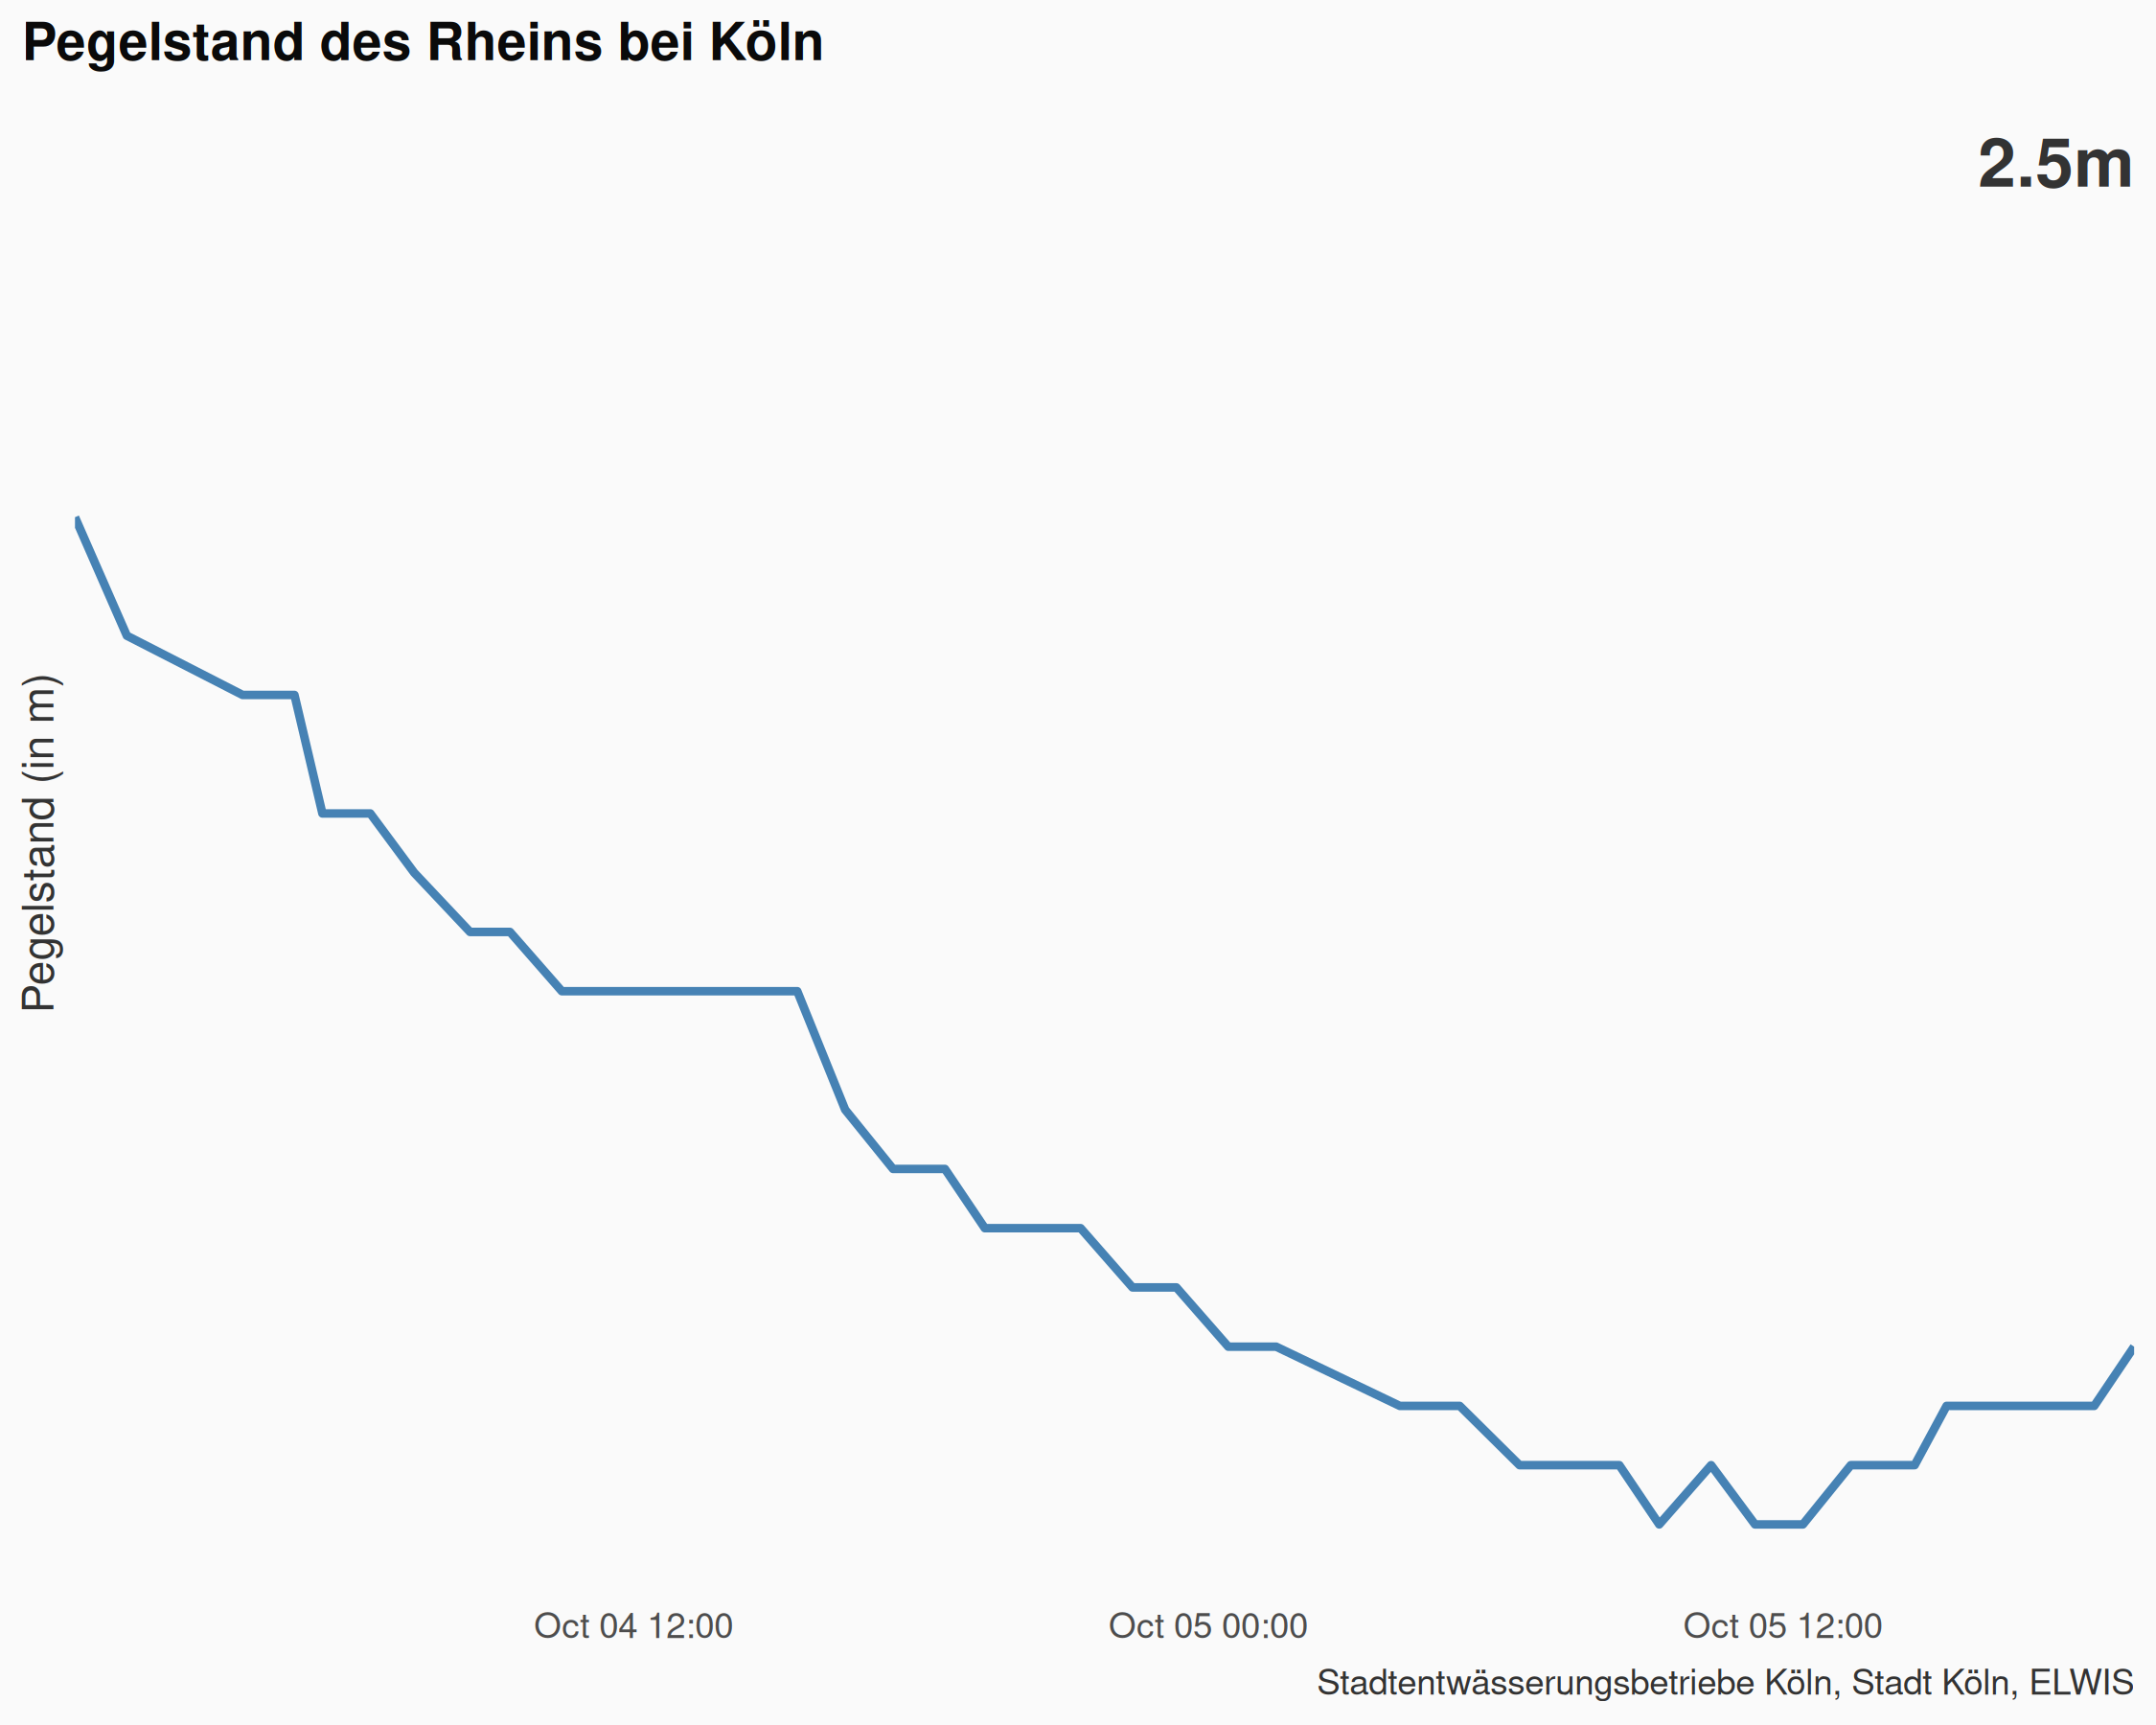 Pegelstand des Rheins bei Köln
2.5m
Pegelstand (in m)
Oct 04 12:00
Oct 05 00:00
Oct 05 12:00
Stadtentwässerungsbetriebe Köln, Stadt Köln, ELWIS